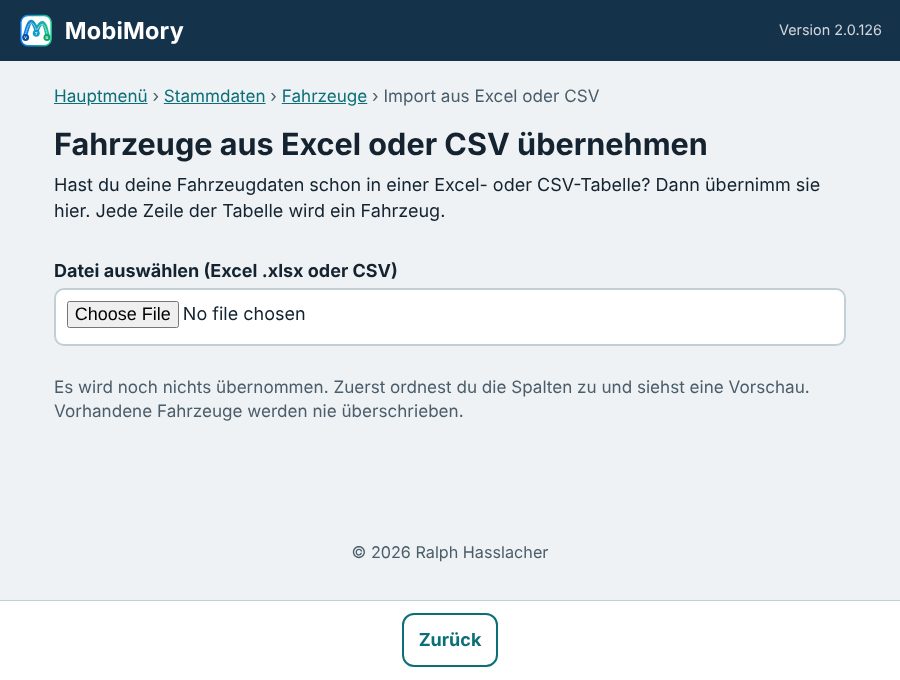 MobiMory
Version 2.0.126
Hauptmenü › Stammdaten › Fahrzeuge › Import aus Excel oder CSV
Fahrzeuge aus Excel oder CSV übernehmen
Hast du deine Fahrzeugdaten schon in einer Excel- oder CSV-Tabelle? Dann übernimm sie
hier. Jede Zeile der Tabelle wird ein Fahrzeug.
Datei auswählen (Excel .xlsx oder CSV)
Choose File No file chosen
Es wird noch nichts übernommen. Zuerst ordnest du die Spalten zu und siehst eine Vorschau.
Vorhandene Fahrzeuge werden nie überschrieben.
© 2026 Ralph Hasslacher
Zurück